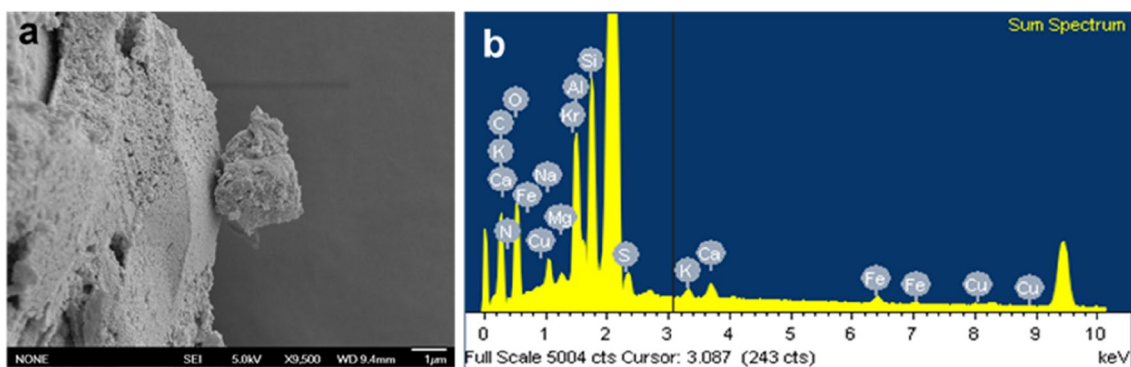 a
NONE SEI 5.0kV X9,500 WD 9.4mm 1μm
b
Sum Spectrum
Si
O Al
C Kr
K Na
Ca Fe Mg
N Cu S K Ca
Fe Fe Cu Cu
0 1 2 3 4 5 6 7 8 9 10
Full Scale 5004 cts Cursor: 3.087 (243 cts) keV